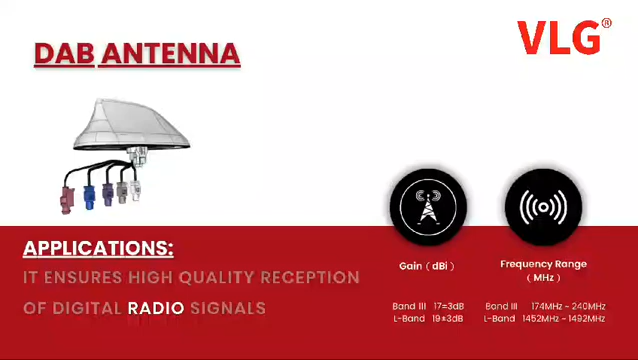 DAB ANTENNA
VLG®
APPLICATIONS:
IT ENSURES HIGH QUALITY RECEPTION
OF DIGITAL RADIO SIGNALS
Gain ( dBi )
Band III 17±3dB
L-Band 19±3dB
Frequency Range
( MHz )
Band III 174MHz ~ 240MHz
L-Band 1452MHz ~ 1492MHz